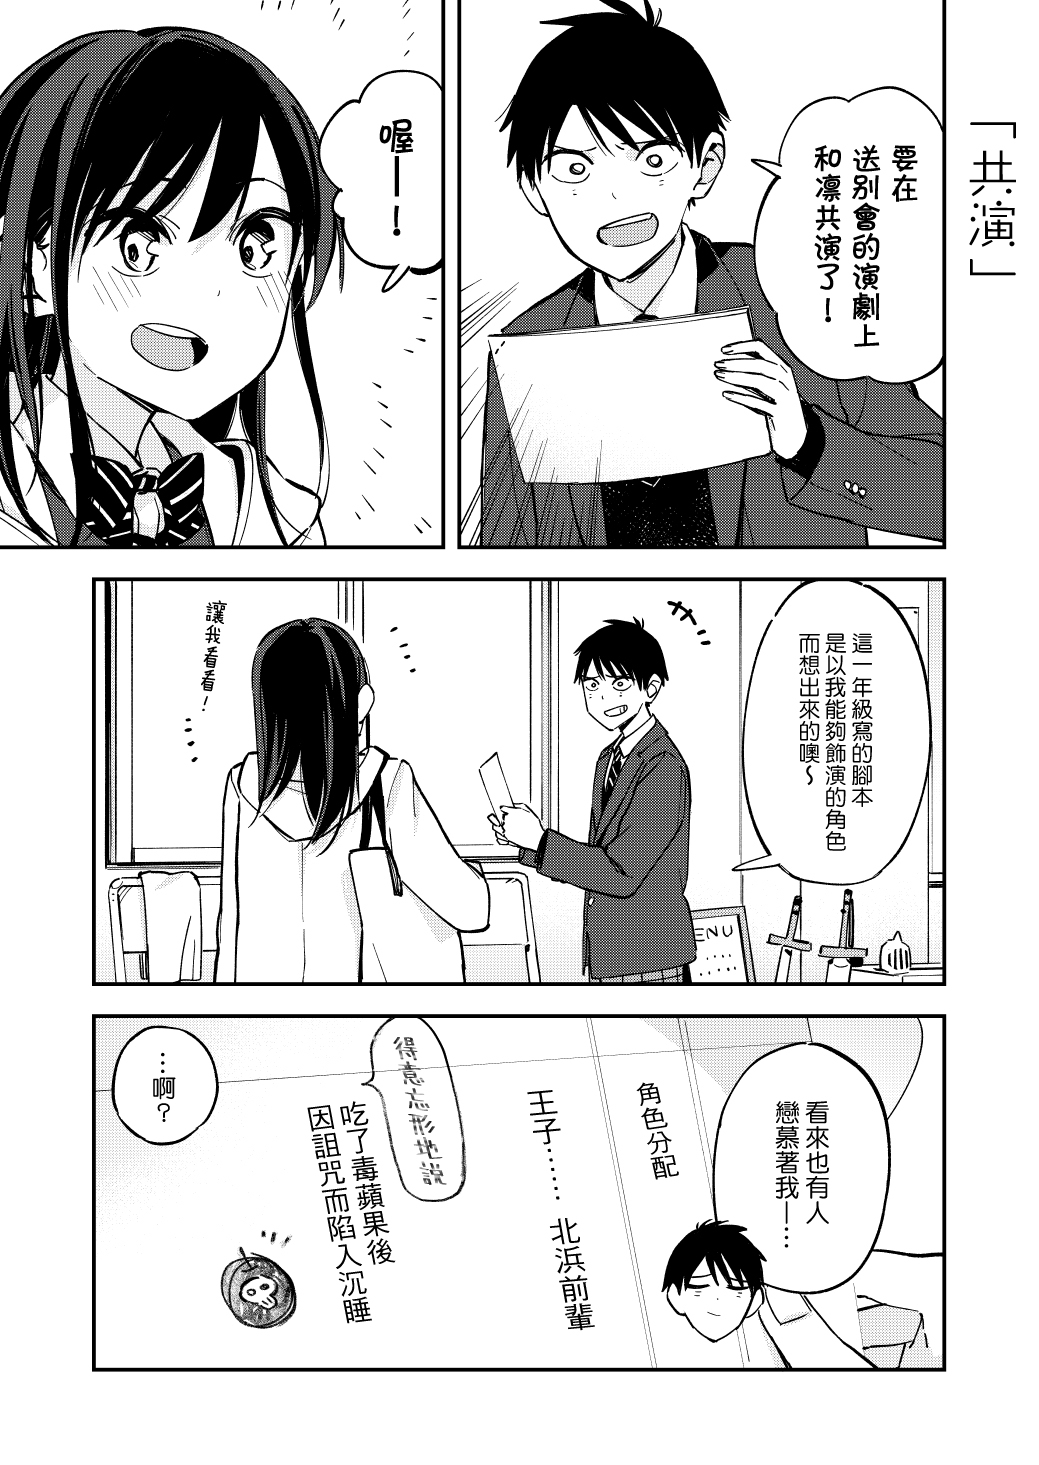 「共演」
要在
送別會的演劇上
和凛共演了！
喔ー！
這一年級寫的腳本
是以我能夠飾演的角色
而想出來的噢～
讓我看看！
ENU
看來也有人
戀慕著我ー…
角色分配
王子……北浜前輩
得意忘形地説
吃了毒蘋果後
因詛咒而陷入沉睡
…啊？